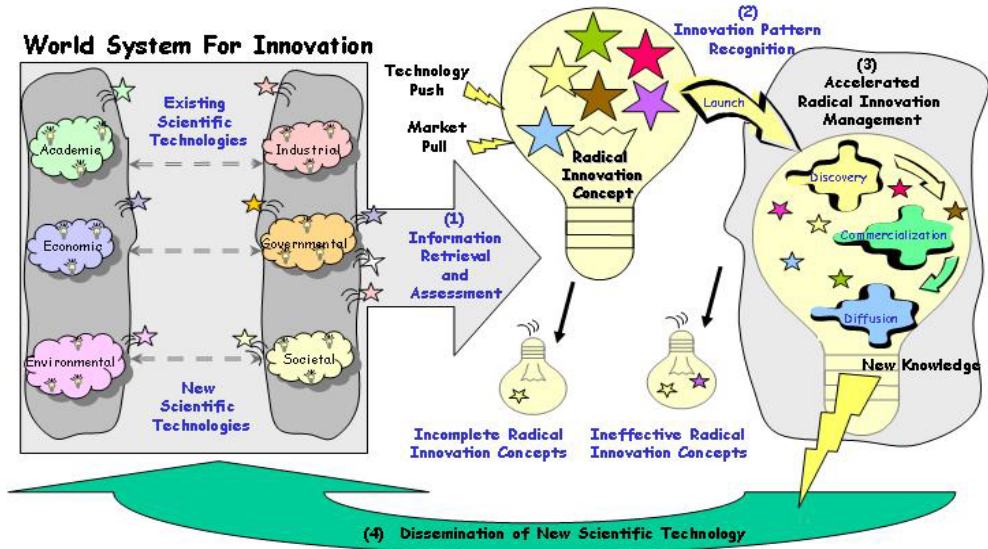 World System For Innovation
Existing
Scientific
Technologies
Academic
Industrial
Economic
Governmental
Environmental
Societal
New
Scientific
Technologies
(1)
Information
Retrieval
and
Assessment
Technology
Push
Market
Pull
Radical
Innovation
Concept
(2)
Innovation Pattern
Recognition
Launch
Incomplete Radical
Innovation Concepts
Ineffective Radical
Innovation Concepts
(3)
Accelerated
Radical Innovation
Management
Discovery
Commercialization
Diffusion
New Knowledge
(4) Dissemination of New Scientific Technology